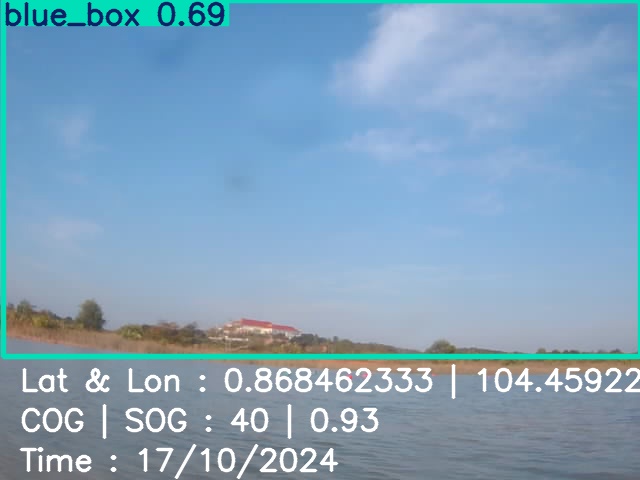 blue_box 0.69
Lat & Lon : 0.868462333 | 104.45922
COG | SOG : 40 | 0.93
Time : 17/10/2024